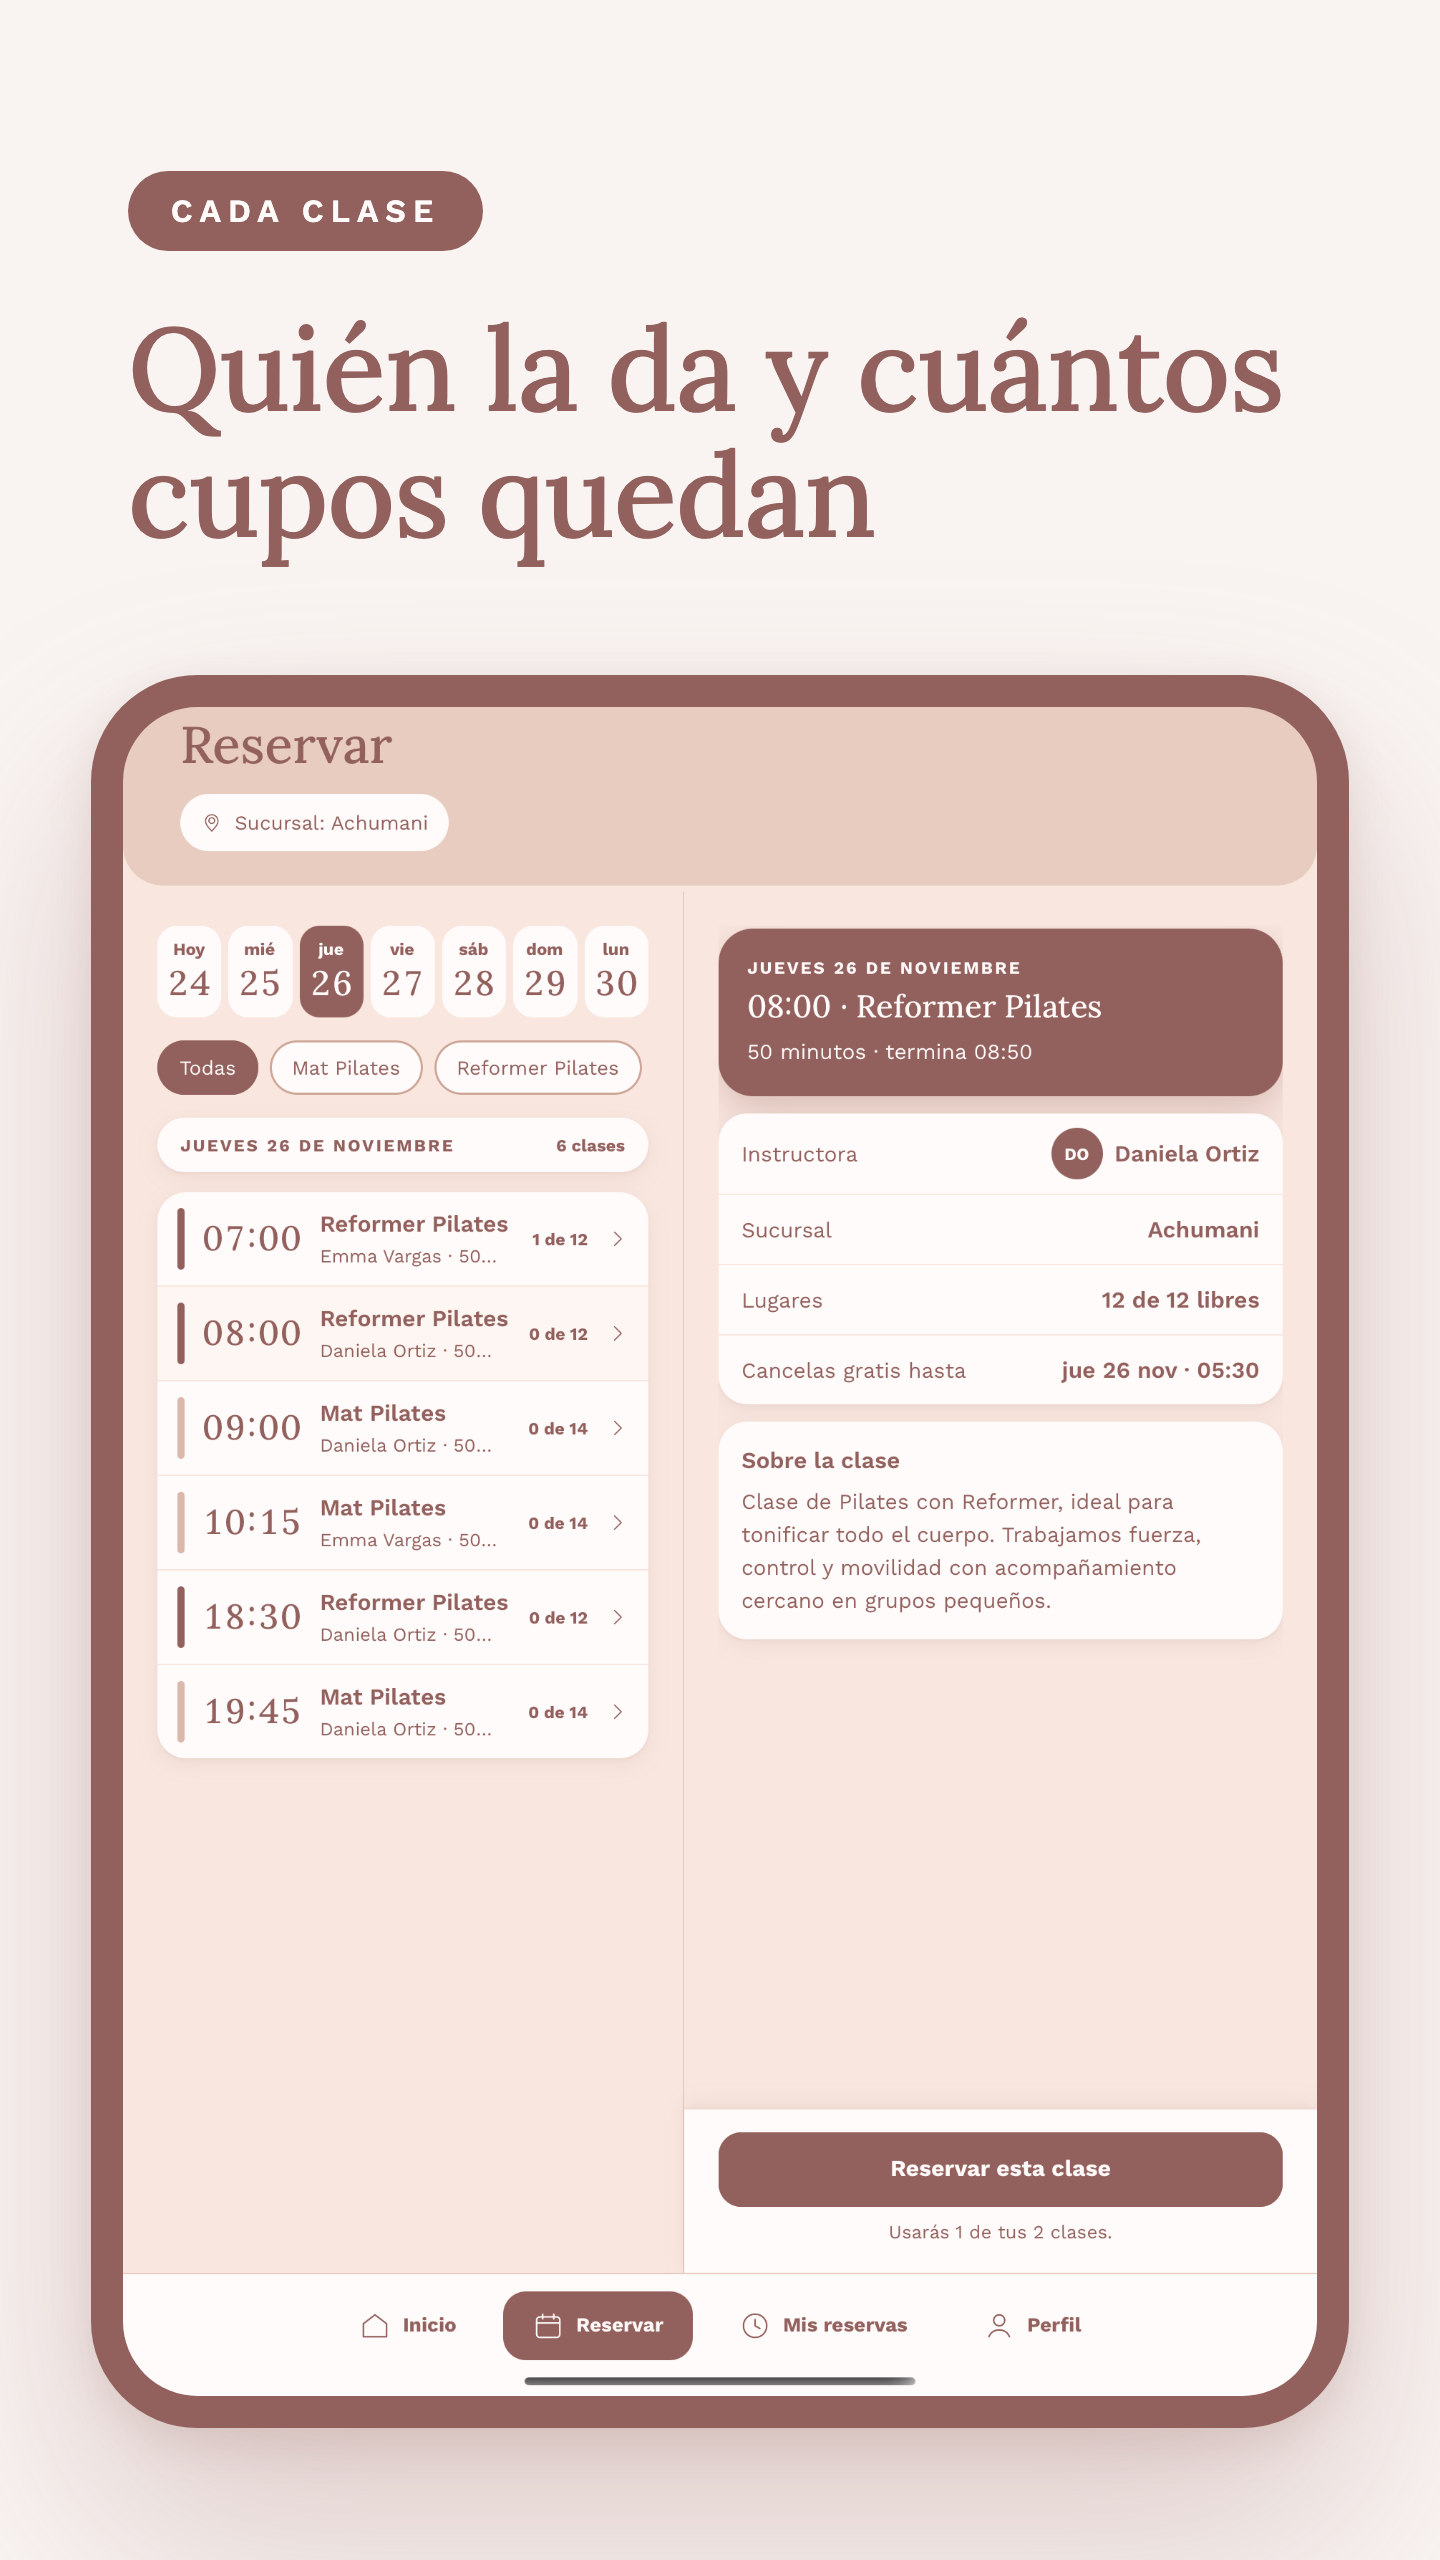 CADA CLASE
Quién la da y cuántos
cupos quedan
Reservar
Sucursal: Achumani
Hoy mié jue vie sáb dom lun
24 25 26 27 28 29 30
Todas Mat Pilates Reformer Pilates
JUEVES 26 DE NOVIEMBRE 6 clases
07:00 Reformer Pilates 1 de 12
Emma Vargas · 50...
08:00 Reformer Pilates 0 de 12
Daniela Ortiz · 50...
09:00 Mat Pilates 0 de 14
Daniela Ortiz · 50...
10:15 Mat Pilates 0 de 14
Emma Vargas · 50...
18:30 Reformer Pilates 0 de 12
Daniela Ortiz · 50...
19:45 Mat Pilates 0 de 14
Daniela Ortiz · 50...
JUEVES 26 DE NOVIEMBRE
08:00 · Reformer Pilates
50 minutos · termina 08:50
Instructora DO Daniela Ortiz
Sucursal Achumani
Lugares 12 de 12 libres
Cancelas gratis hasta jue 26 nov · 05:30
Sobre la clase
Clase de Pilates con Reformer, ideal para
tonificar todo el cuerpo. Trabajamos fuerza,
control y movilidad con acompañamiento
cercano en grupos pequeños.
Reservar esta clase
Usarás 1 de tus 2 clases.
Inicio Reservar Mis reservas Perfil